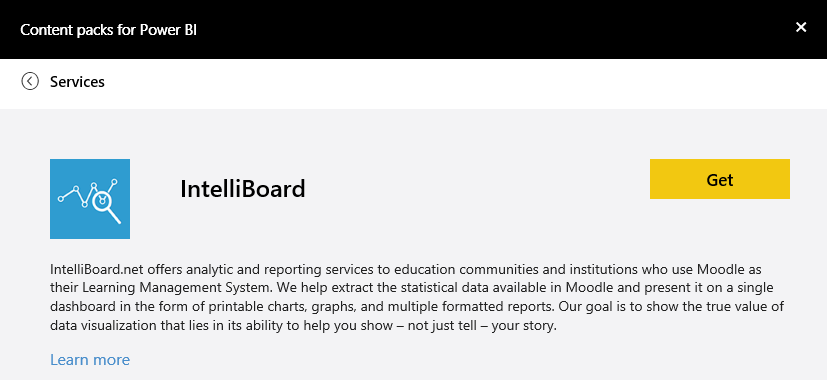 Content packs for Power BI
Services
IntelliBoard
Get
IntelliBoard.net offers analytic and reporting services to education communities and institutions who use Moodle as
their Learning Management System. We help extract the statistical data available in Moodle and present it on a single
dashboard in the form of printable charts, graphs, and multiple formatted reports. Our goal is to show the true value of
data visualization that lies in its ability to help you show – not just tell – your story.
Learn more